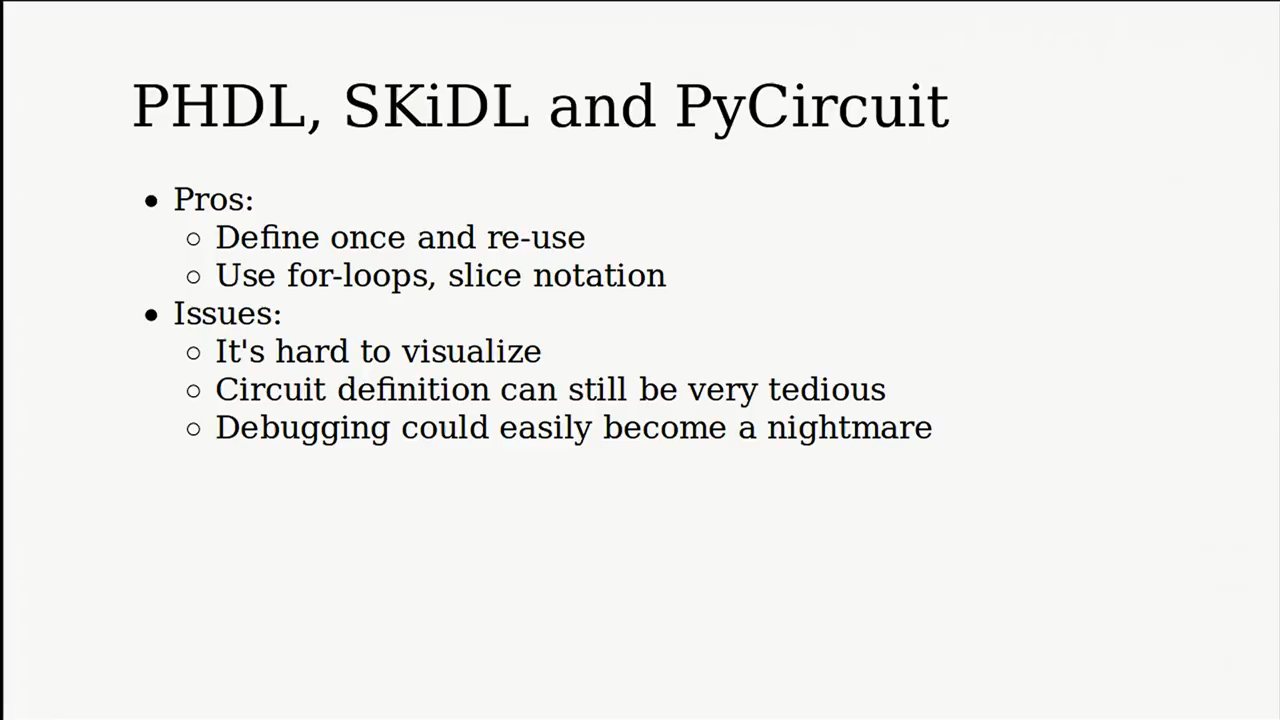 PHDL, SKiDL and PyCircuit
• Pros:
○ Define once and re-use
○ Use for-loops, slice notation
• Issues:
○ It's hard to visualize
○ Circuit definition can still be very tedious
○ Debugging could easily become a nightmare